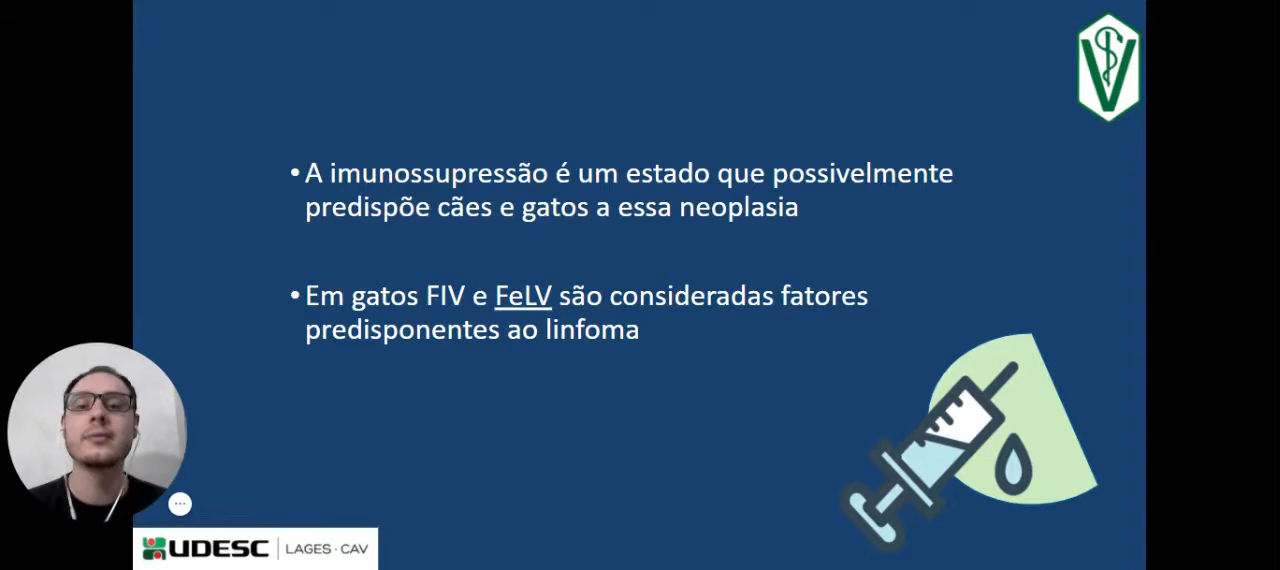 • A imunossupressão é um estado que possivelmente
predispõe cães e gatos a essa neoplasia
• Em gatos FIV e FeLV são consideradas fatores
predisponentes ao linfoma
UDESC LAGES · CAV
V